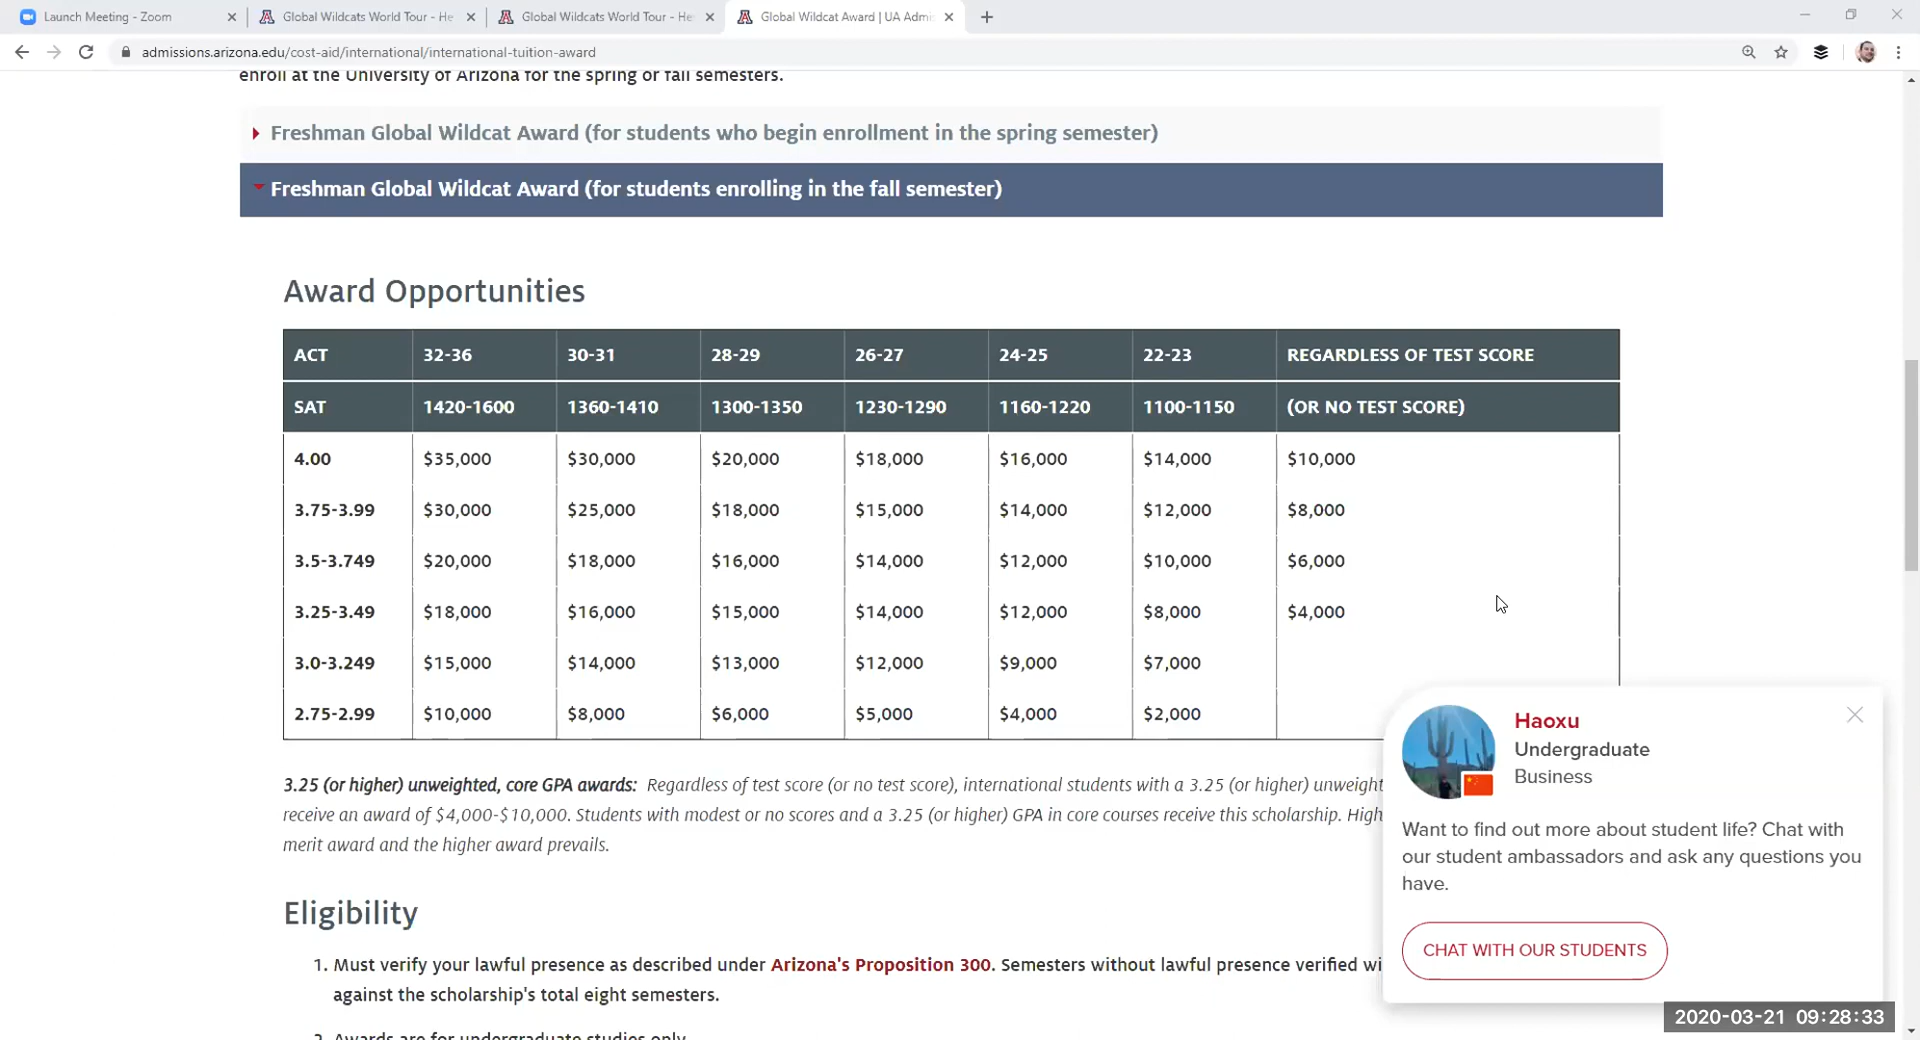 Launch Meeting - Zoom
Global Wildcats World Tour - He
Global Wildcats World Tour - He
Global Wildcat Award | UA Admi
admissions.arizona.edu/cost-aid/international/international-tuition-award
enroll at the University of Arizona for the spring or fall semesters.
Freshman Global Wildcat Award (for students who begin enrollment in the spring semester)
Freshman Global Wildcat Award (for students enrolling in the fall semester)
Award Opportunities
ACT 32-36 30-31 28-29 26-27 24-25 22-23 REGARDLESS OF TEST SCORE
SAT 1420-1600 1360-1410 1300-1350 1230-1290 1160-1220 1100-1150 (OR NO TEST SCORE)
4.00 $35,000 $30,000 $20,000 $18,000 $16,000 $14,000 $10,000
3.75-3.99 $30,000 $25,000 $18,000 $15,000 $14,000 $12,000 $8,000
3.5-3.749 $20,000 $18,000 $16,000 $14,000 $12,000 $10,000 $6,000
3.25-3.49 $18,000 $16,000 $15,000 $14,000 $12,000 $8,000 $4,000
3.0-3.249 $15,000 $14,000 $13,000 $12,000 $9,000 $7,000
2.75-2.99 $10,000 $8,000 $6,000 $5,000 $4,000 $2,000
3.25 (or higher) unweighted, core GPA awards: Regardless of test score (or no test score), international students with a 3.25 (or higher) unweight
receive an award of $4,000-$10,000. Students with modest or no scores and a 3.25 (or higher) GPA in core courses receive this scholarship. High
merit award and the higher award prevails.
Eligibility
1. Must verify your lawful presence as described under Arizona's Proposition 300. Semesters without lawful presence verified wi
against the scholarship's total eight semesters.
2. Awards are for undergraduate studies only.
Haoxu
Undergraduate
Business
Want to find out more about student life? Chat with
our student ambassadors and ask any questions you
have.
CHAT WITH OUR STUDENTS
2020-03-21 09:28:33